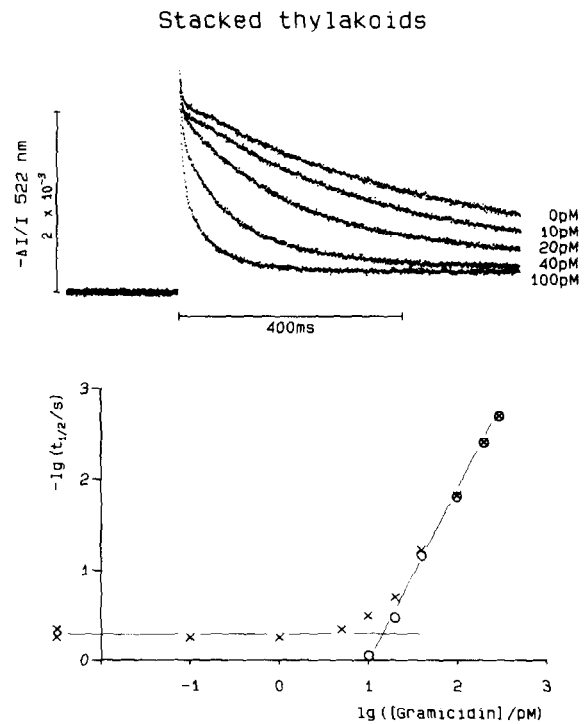 Stacked thylakoids
-ΔI/I 522 nm
2 x 10⁻³
0pM
10pM
20pM
40pM
100pM
400ms
-lg(t₁/₂/s)
3
2
1
0
-1
0
1
2
3
lg([Gramicidin]/pM)